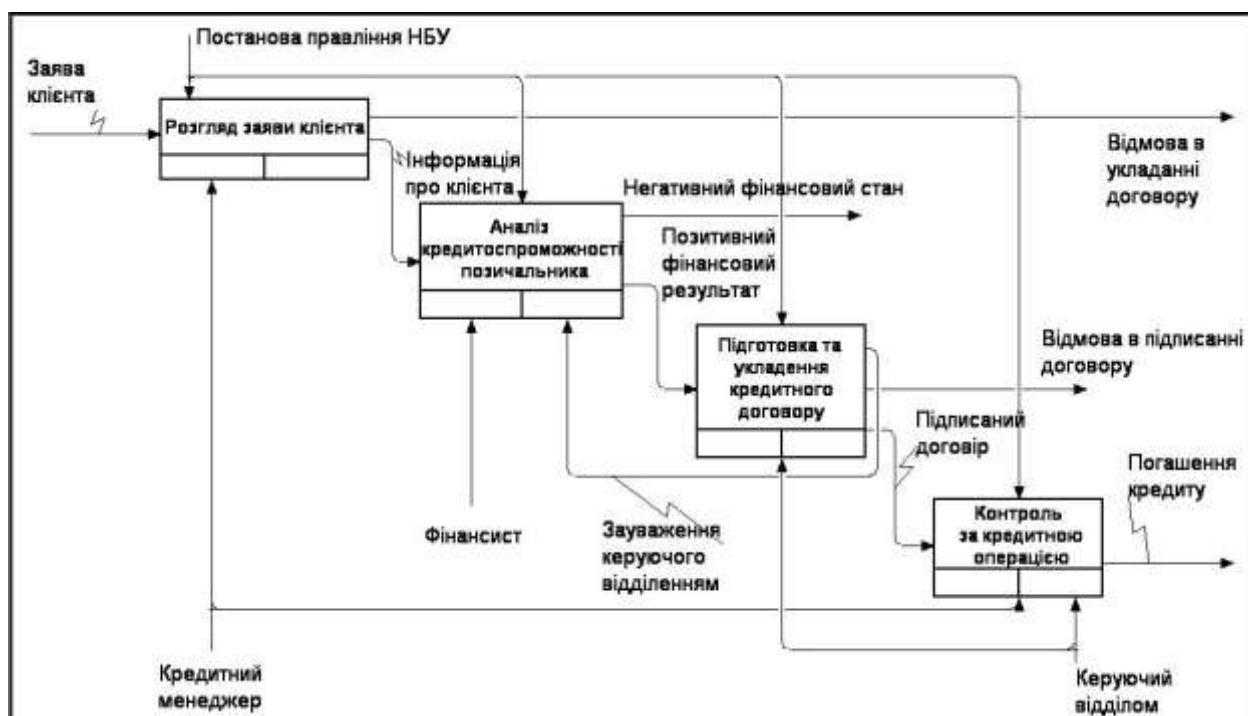 Постанова правління НБУ
Заява
клієнта
Розгляд заяви клієнта
Відмова в
укладанні
договору
Інформація
про клієнта
Негативний фінансовий стан
Аналіз
кредитоспроможності
позичальника
Позитивний
фінансовий
результат
Підготовка та
укладення
кредитного
договору
Відмова в підписанні
договору
Підписаний
договір
Погашення
кредиту
Контроль
за кредитною
операцією
Фінансист
Зауваження
керуючого
відділенням
Кредитний
менеджер
Керуючий
відділом